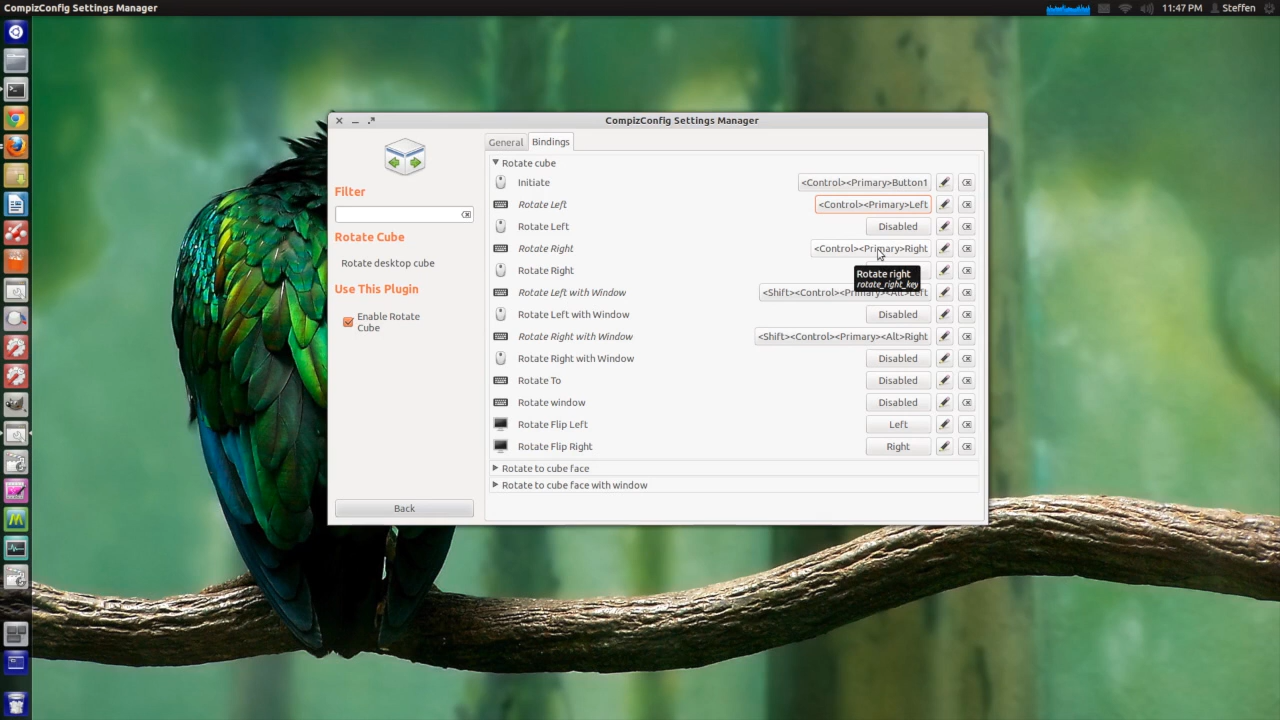 CompizConfig Settings Manager
11:47 PM
Steffen
CompizConfig Settings Manager
Filter
Rotate Cube
Rotate desktop cube
Use This Plugin
Enable Rotate
Cube
Back
General
Bindings
Rotate cube
Initiate <Control><Primary>Button1
Rotate Left <Control><Primary>Left
Rotate Left Disabled
Rotate Right <Control><Primary>Right
Rotate Right
Rotate right
rotate_right_key
Rotate Left with Window <Shift><Control><Primary><Alt>Left
Rotate Left with Window Disabled
Rotate Right with Window <Shift><Control><Primary><Alt>Right
Rotate Right with Window Disabled
Rotate To Disabled
Rotate window Disabled
Rotate Flip Left Left
Rotate Flip Right Right
Rotate to cube face
Rotate to cube face with window